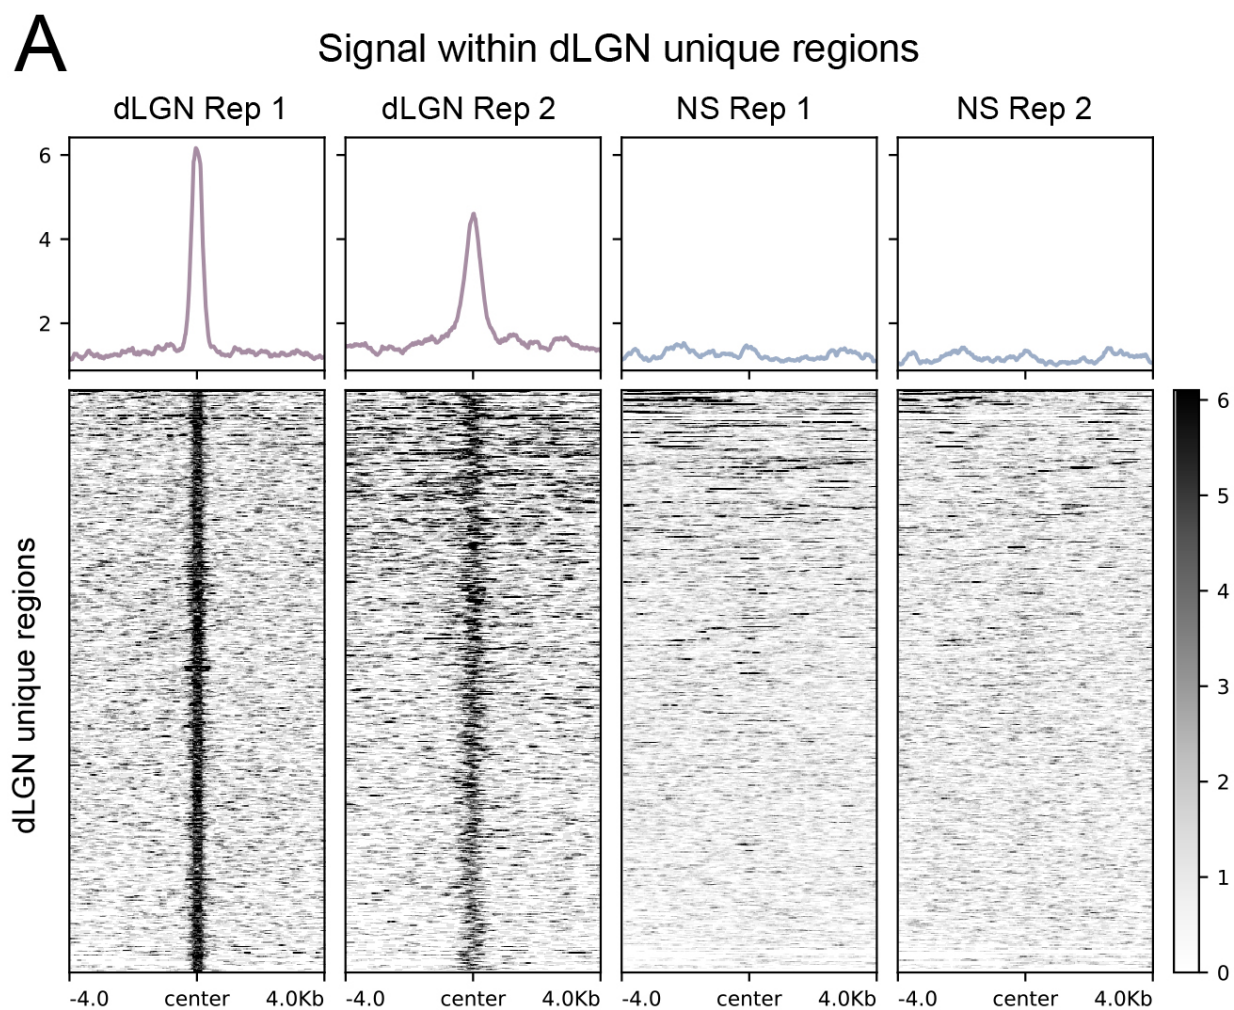 A
Signal within dLGN unique regions
dLGN Rep 1 dLGN Rep 2 NS Rep 1 NS Rep 2
6
4
2
dLGN unique regions
6
5
4
3
2
1
0
-4.0 center 4.0Kb -4.0 center 4.0Kb -4.0 center 4.0Kb -4.0 center 4.0Kb